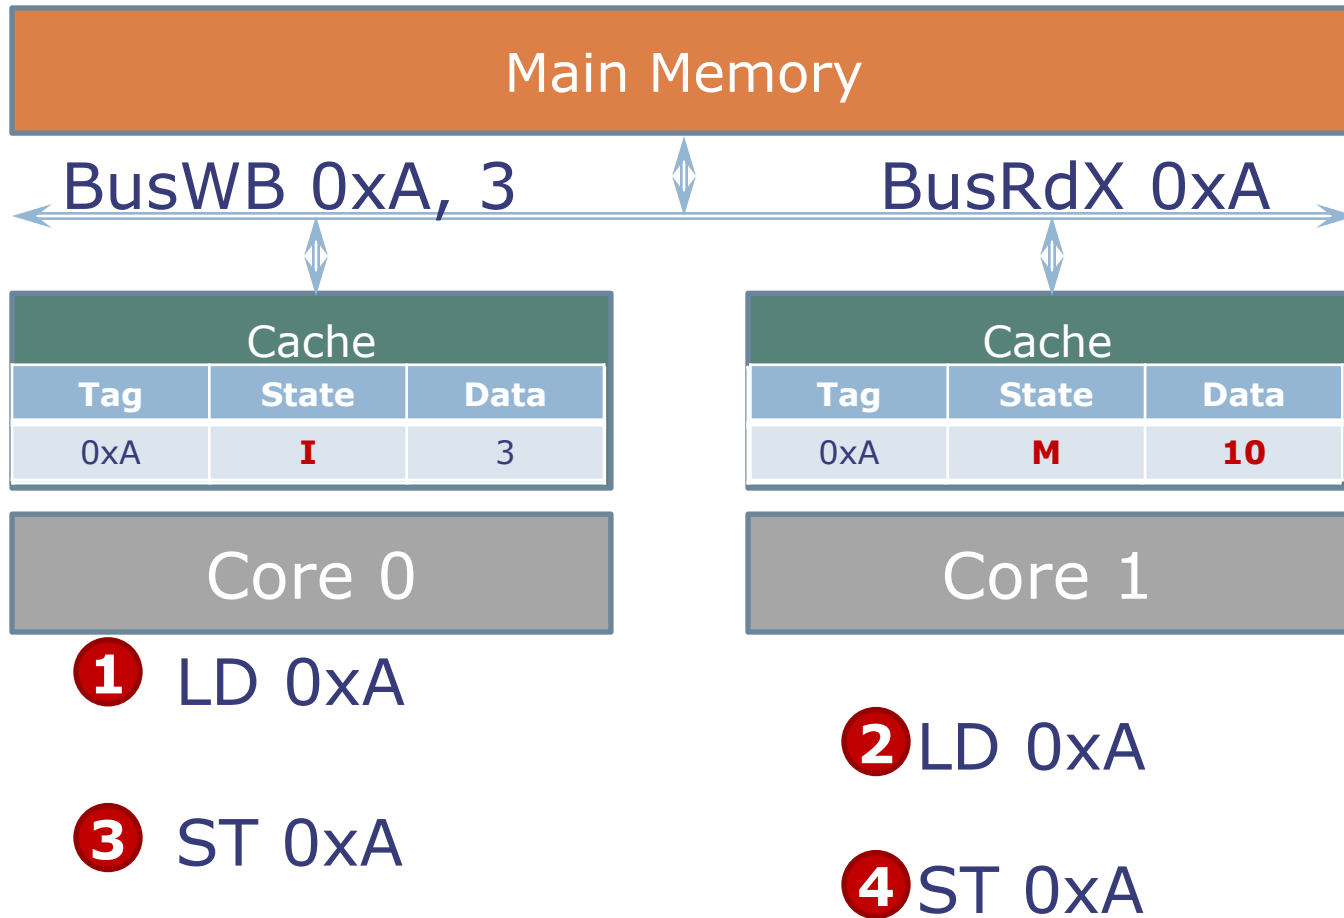 Main Memory
BusWB 0xA, 3
BusRdX 0xA
Cache
Tag State Data
0xA I 3
Cache
Tag State Data
0xA M 10
Core 0
Core 1
1 LD 0xA
2 LD 0xA
3 ST 0xA
4 ST 0xA